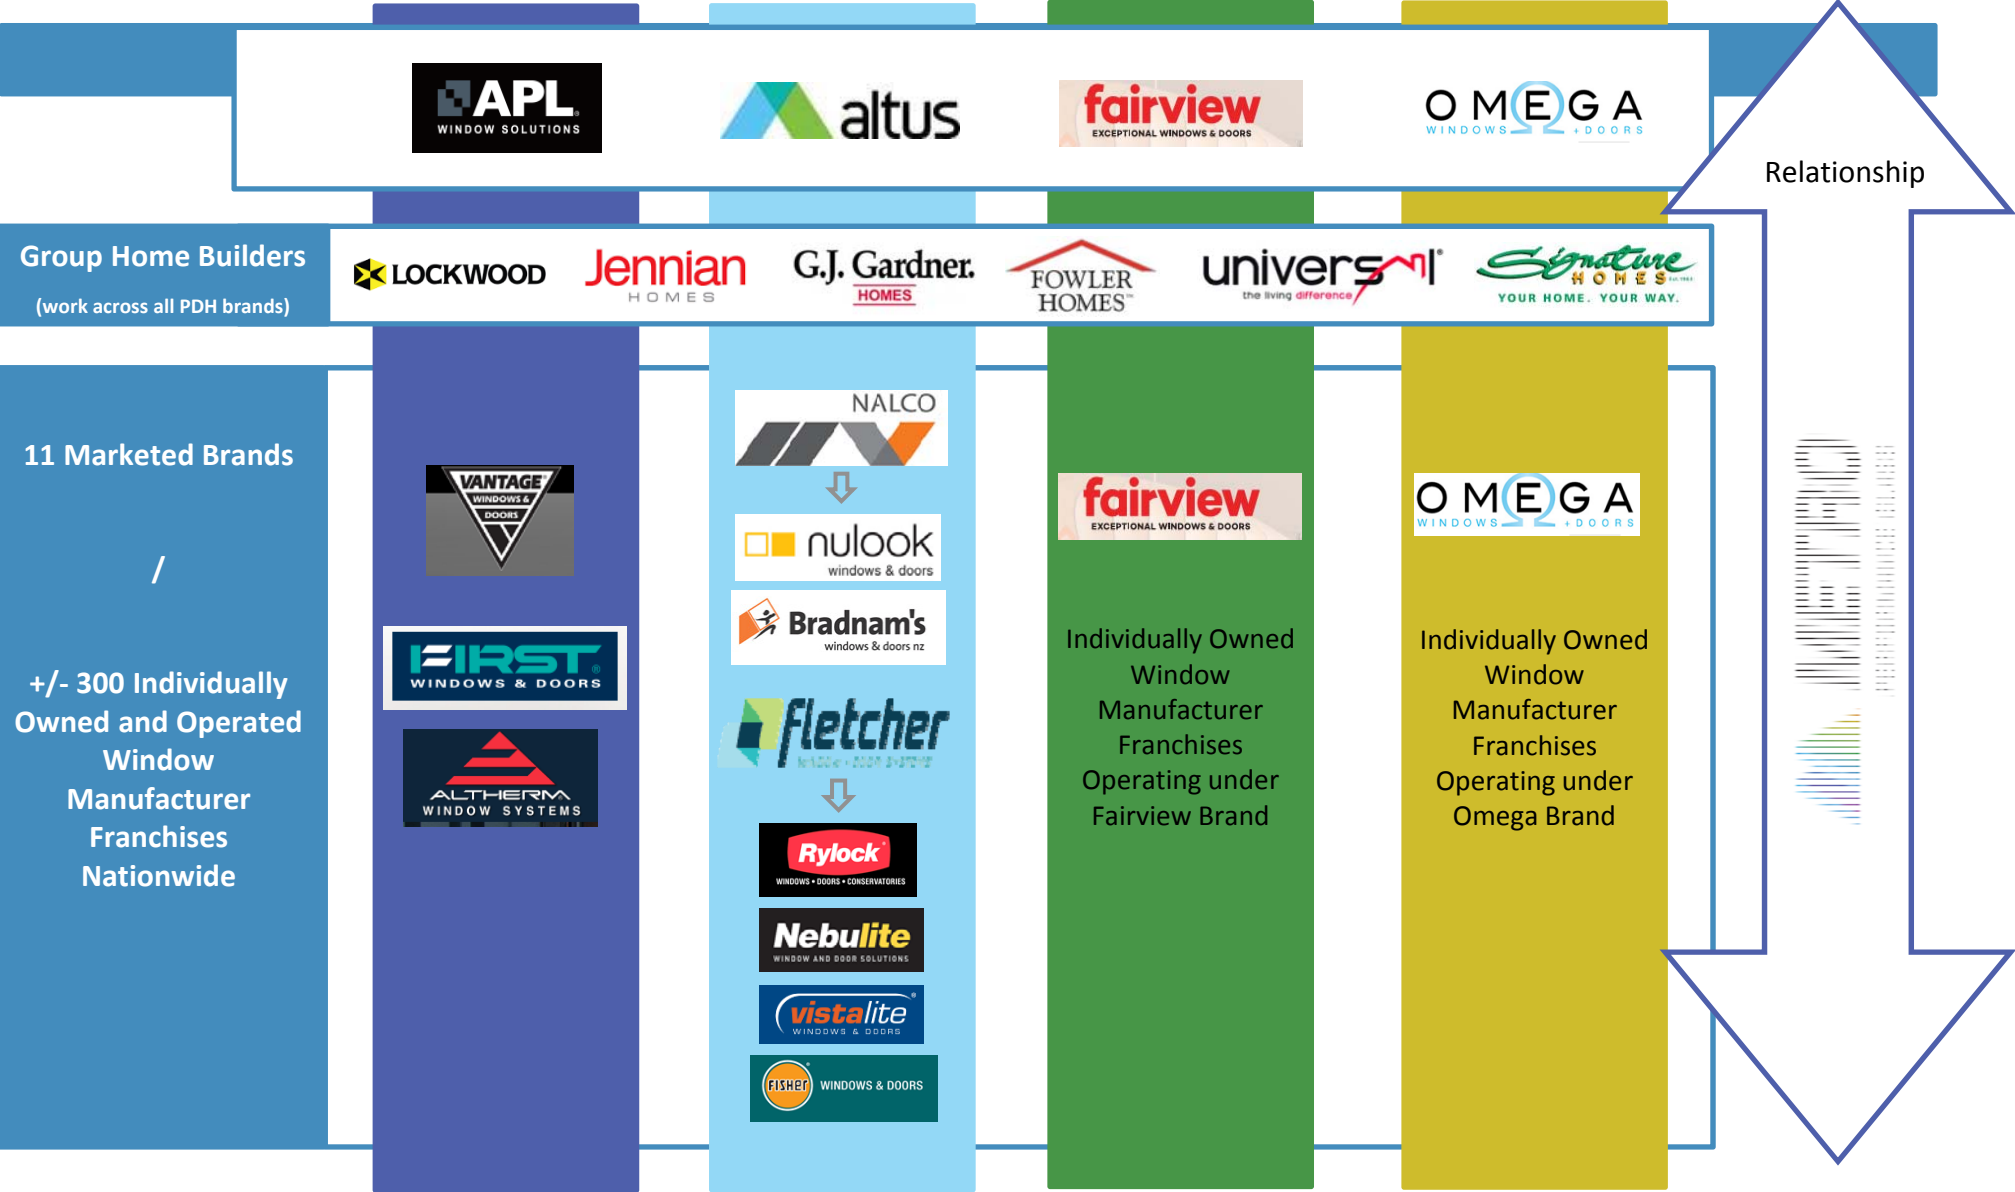 APL
WINDOW SOLUTIONS
altus
fairview
EXCEPTIONAL WINDOWS & DOORS
OMEGA
WINDOWS + DOORS
Relationship
Group Home Builders
(work across all PDH brands)
LOCKWOOD
Jennian
HOMES
G.J. Gardner.
HOMES
FOWLER
HOMES™
universal®
the living difference
Signature
HOMES
YOUR HOME. YOUR WAY.
11 Marketed Brands
/
+/- 300 Individually
Owned and Operated
Window
Manufacturer
Franchises
Nationwide
VANTAGE
WINDOWS &
DOORS
FIRST®
WINDOWS & DOORS
ALTHERM
WINDOW SYSTEMS
NALCO
nulook
windows & doors
Bradnam's
windows & doors nz
fletcher
Rylock
WINDOWS • DOORS • CONSERVATORIES
Nebulite
WINDOW AND DOOR SOLUTIONS
vistalite®
WINDOWS & DOORS
FISHER
WINDOWS & DOORS
fairview
EXCEPTIONAL WINDOWS & DOORS
Individually Owned
Window
Manufacturer
Franchises
Operating under
Fairview Brand
OMEGA
WINDOWS + DOORS
Individually Owned
Window
Manufacturer
Franchises
Operating under
Omega Brand